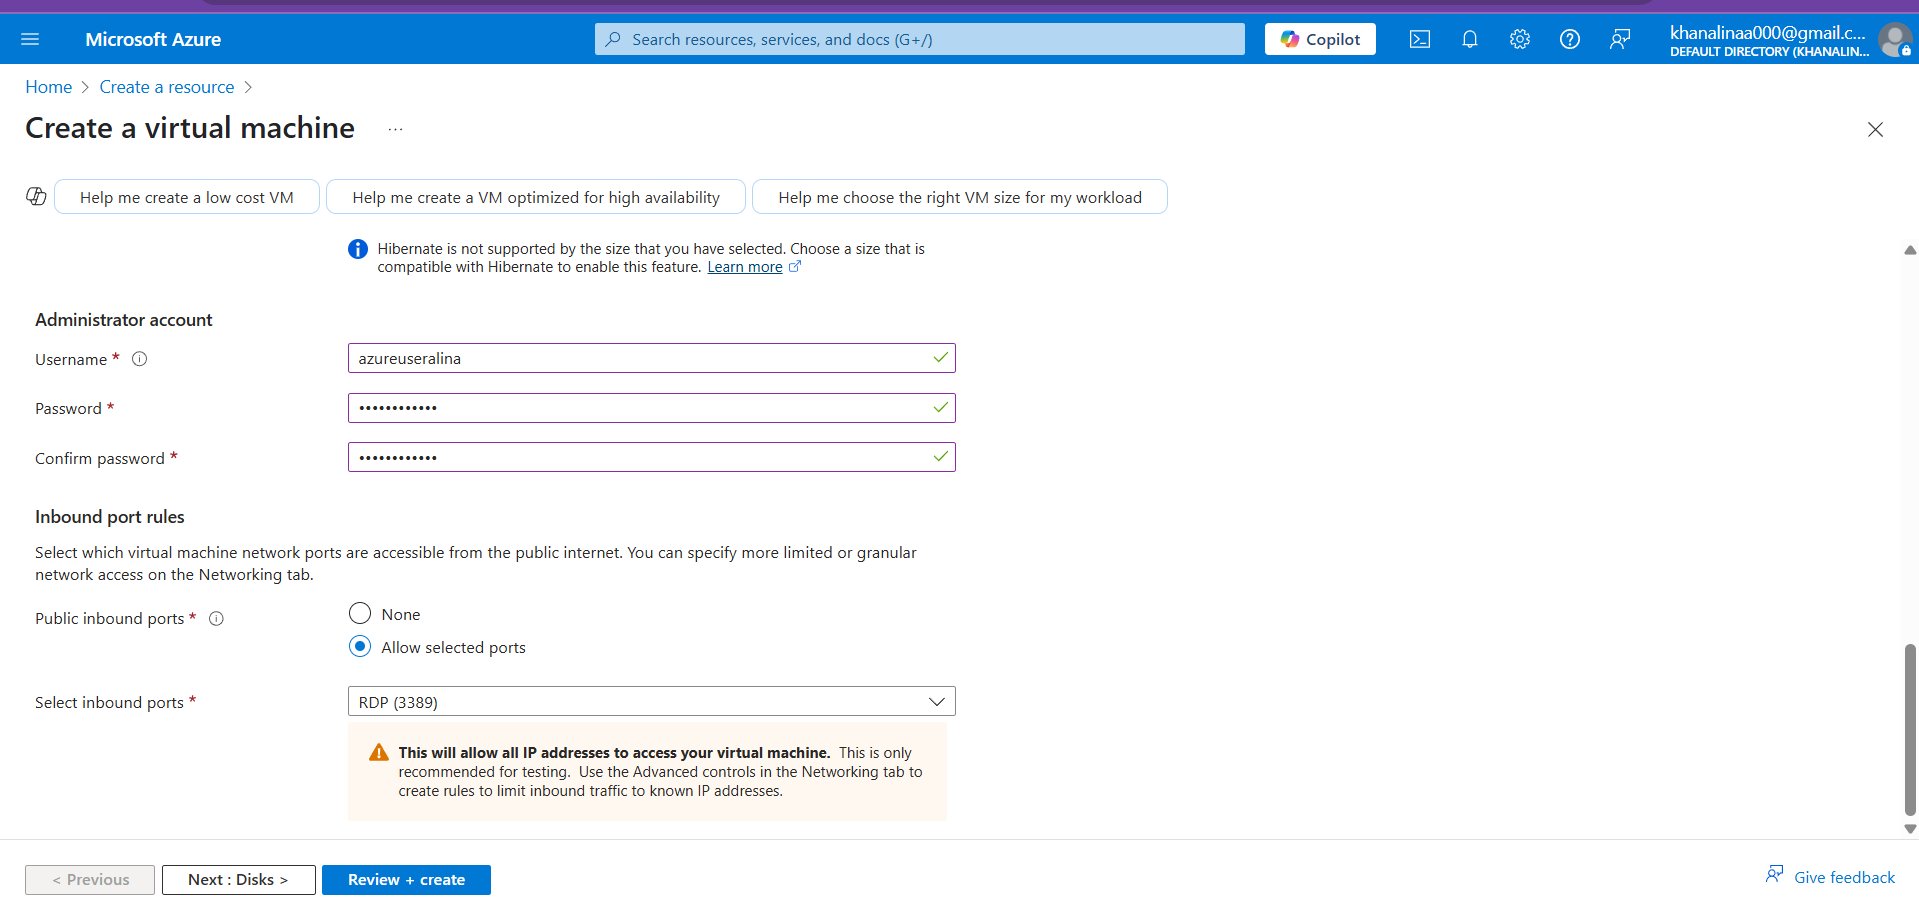 Microsoft Azure
Search resources, services, and docs (G+/)
Copilot
khanalinaa000@gmail.c...
DEFAULT DIRECTORY (KHANALIN...
Home > Create a resource >
Create a virtual machine ...
Help me create a low cost VM
Help me create a VM optimized for high availability
Help me choose the right VM size for my workload
Hibernate is not supported by the size that you have selected. Choose a size that is
compatible with Hibernate to enable this feature. Learn more
Administrator account
Username * azureuseralina
Password * ••••••••••••
Confirm password * ••••••••••••
Inbound port rules
Select which virtual machine network ports are accessible from the public internet. You can specify more limited or granular
network access on the Networking tab.
Public inbound ports * None
Allow selected ports
Select inbound ports * RDP (3389)
This will allow all IP addresses to access your virtual machine. This is only
recommended for testing. Use the Advanced controls in the Networking tab to
create rules to limit inbound traffic to known IP addresses.
< Previous
Next : Disks >
Review + create
Give feedback